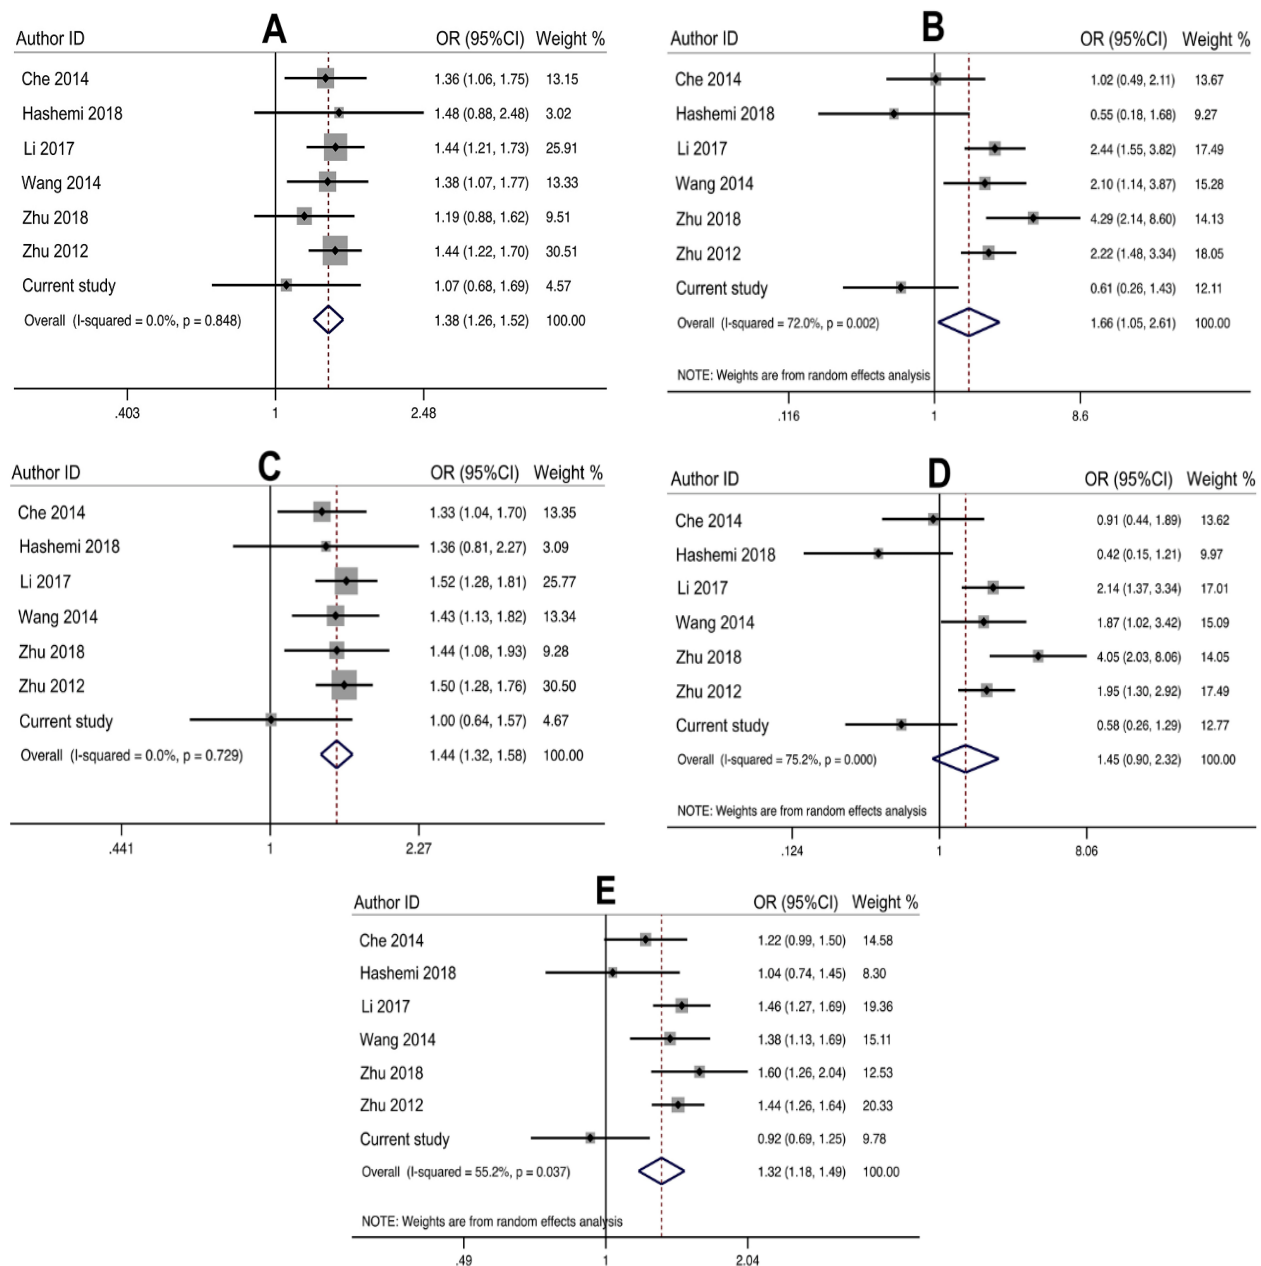 A
Author ID OR (95%CI) Weight %
Che 2014 1.36 (1.06, 1.75) 13.15
Hashemi 2018 1.48 (0.88, 2.48) 3.02
Li 2017 1.44 (1.21, 1.73) 25.91
Wang 2014 1.38 (1.07, 1.77) 13.33
Zhu 2018 1.19 (0.88, 1.62) 9.51
Zhu 2012 1.44 (1.22, 1.70) 30.51
Current study 1.07 (0.68, 1.69) 4.57
Overall (I-squared = 0.0%, p = 0.848) 1.38 (1.26, 1.52) 100.00
.403 1 2.48
B
Author ID OR (95%CI) Weight %
Che 2014 1.02 (0.49, 2.11) 13.67
Hashemi 2018 0.55 (0.18, 1.68) 9.27
Li 2017 2.44 (1.55, 3.82) 17.49
Wang 2014 2.10 (1.14, 3.87) 15.28
Zhu 2018 4.29 (2.14, 8.60) 14.13
Zhu 2012 2.22 (1.48, 3.34) 18.05
Current study 0.61 (0.26, 1.43) 12.11
Overall (I-squared = 72.0%, p = 0.002) 1.66 (1.05, 2.61) 100.00
NOTE: Weights are from random effects analysis
.116 1 8.6
C
Author ID OR (95%CI) Weight %
Che 2014 1.33 (1.04, 1.70) 13.35
Hashemi 2018 1.36 (0.81, 2.27) 3.09
Li 2017 1.52 (1.28, 1.81) 25.77
Wang 2014 1.43 (1.13, 1.82) 13.34
Zhu 2018 1.44 (1.08, 1.93) 9.28
Zhu 2012 1.50 (1.28, 1.76) 30.50
Current study 1.00 (0.64, 1.57) 4.67
Overall (I-squared = 0.0%, p = 0.729) 1.44 (1.32, 1.58) 100.00
.441 1 2.27
D
Author ID OR (95%CI) Weight %
Che 2014 0.91 (0.44, 1.89) 13.62
Hashemi 2018 0.42 (0.15, 1.21) 9.97
Li 2017 2.14 (1.37, 3.34) 17.01
Wang 2014 1.87 (1.02, 3.42) 15.09
Zhu 2018 4.05 (2.03, 8.06) 14.05
Zhu 2012 1.95 (1.30, 2.92) 17.49
Current study 0.58 (0.26, 1.29) 12.77
Overall (I-squared = 75.2%, p = 0.000) 1.45 (0.90, 2.32) 100.00
NOTE: Weights are from random effects analysis
.124 1 8.06
E
Author ID OR (95%CI) Weight %
Che 2014 1.22 (0.99, 1.50) 14.58
Hashemi 2018 1.04 (0.74, 1.45) 8.30
Li 2017 1.46 (1.27, 1.69) 19.36
Wang 2014 1.38 (1.13, 1.69) 15.11
Zhu 2018 1.60 (1.26, 2.04) 12.53
Zhu 2012 1.44 (1.26, 1.64) 20.33
Current study 0.92 (0.69, 1.25) 9.78
Overall (I-squared = 55.2%, p = 0.037) 1.32 (1.18, 1.49) 100.00
NOTE: Weights are from random effects analysis
.49 1 2.04